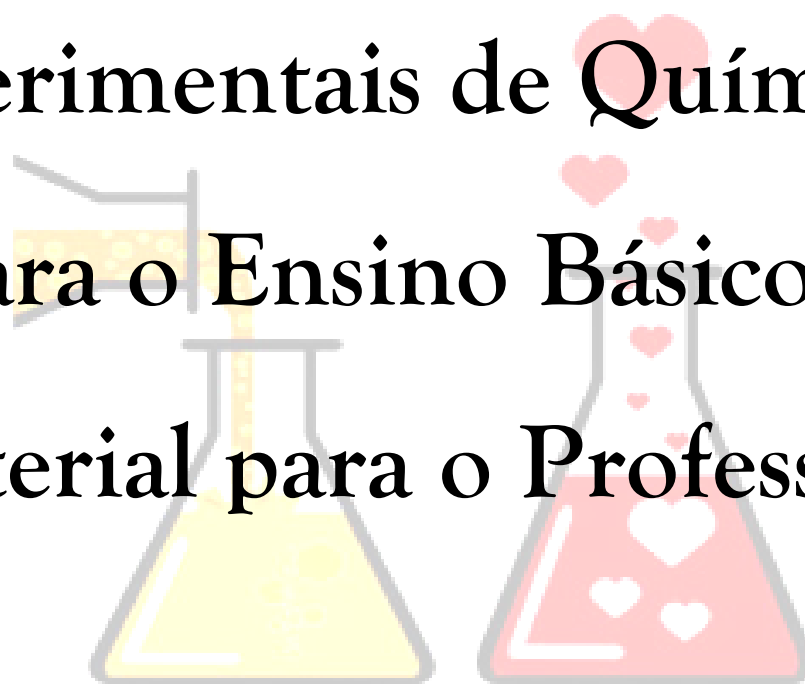 erimentais de Quím
ara o Ensino Básico
terial para o Profess